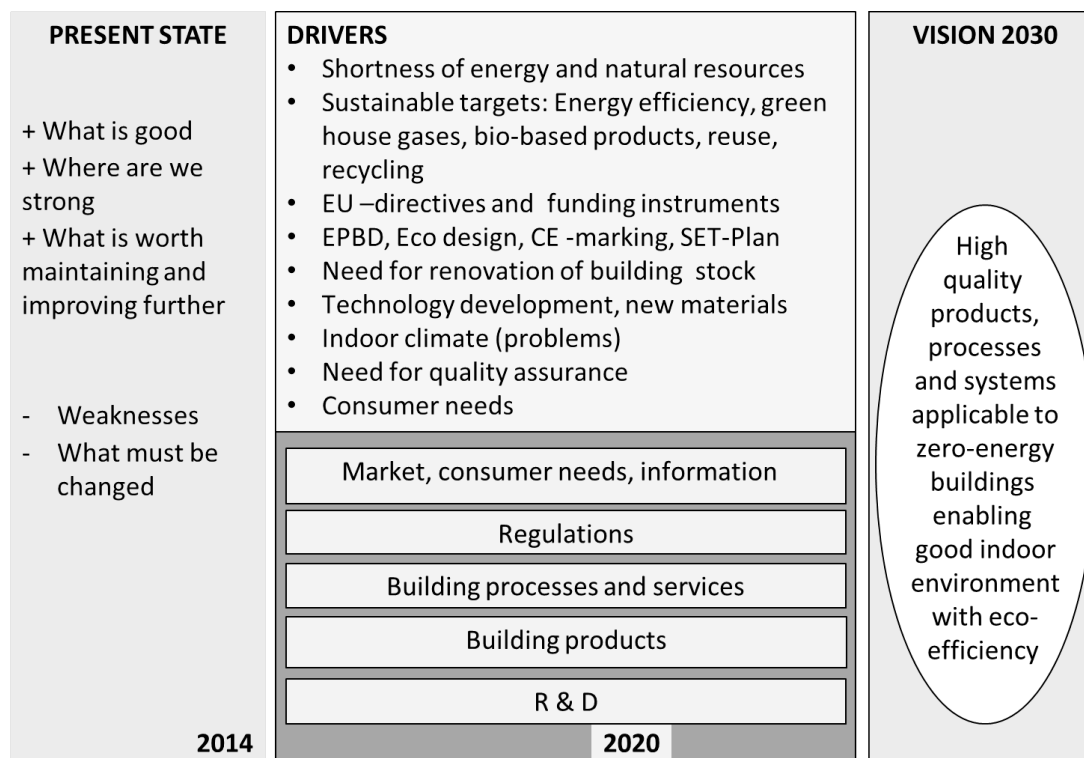 PRESENT STATE
+ What is good
+ Where are we
strong
+ What is worth
maintaining and
improving further
- Weaknesses
- What must be
changed
2014
DRIVERS
• Shortness of energy and natural resources
• Sustainable targets: Energy efficiency, green
house gases, bio-based products, reuse,
recycling
• EU –directives and funding instruments
• EPBD, Eco design, CE -marking, SET-Plan
• Need for renovation of building stock
• Technology development, new materials
• Indoor climate (problems)
• Need for quality assurance
• Consumer needs
Market, consumer needs, information
Regulations
Building processes and services
Building products
R & D
2020
VISION 2030
High
quality
products,
processes
and systems
applicable to
zero-energy
buildings
enabling
good indoor
environment
with eco-
efficiency